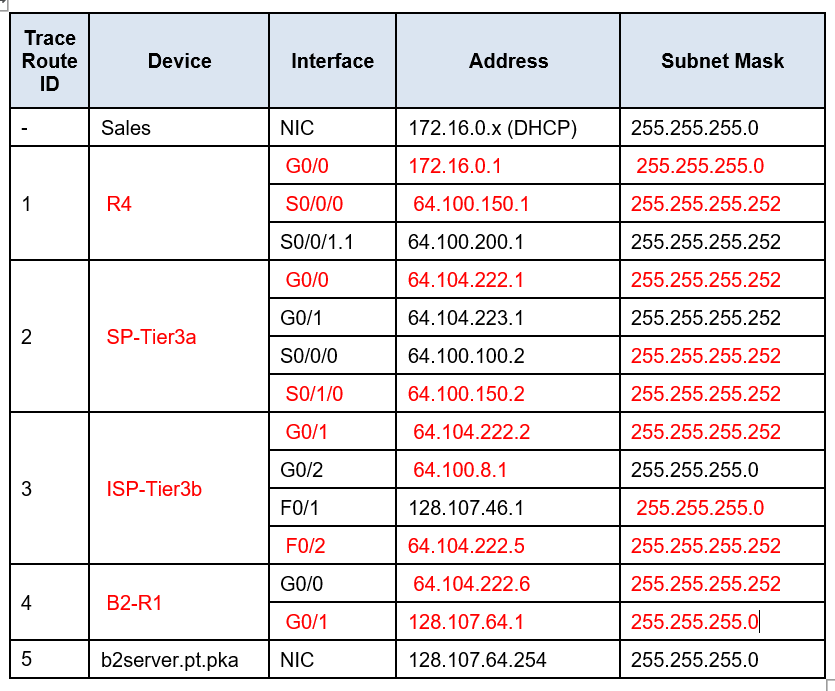 Trace Route ID Device Interface Address Subnet Mask
- Sales NIC 172.16.0.x (DHCP) 255.255.255.0
1 R4 G0/0 172.16.0.1 255.255.255.0
S0/0/0 64.100.150.1 255.255.255.252
S0/0/1.1 64.100.200.1 255.255.255.252
2 SP-Tier3a G0/0 64.104.222.1 255.255.255.252
G0/1 64.104.223.1 255.255.255.252
S0/0/0 64.100.100.2 255.255.255.252
S0/1/0 64.100.150.2 255.255.255.252
3 ISP-Tier3b G0/1 64.104.222.2 255.255.255.252
G0/2 64.100.8.1 255.255.255.0
F0/1 128.107.46.1 255.255.255.0
F0/2 64.104.222.5 255.255.255.252
4 B2-R1 G0/0 64.104.222.6 255.255.255.252
G0/1 128.107.64.1 255.255.255.0
5 b2server.pt.pka NIC 128.107.64.254 255.255.255.0